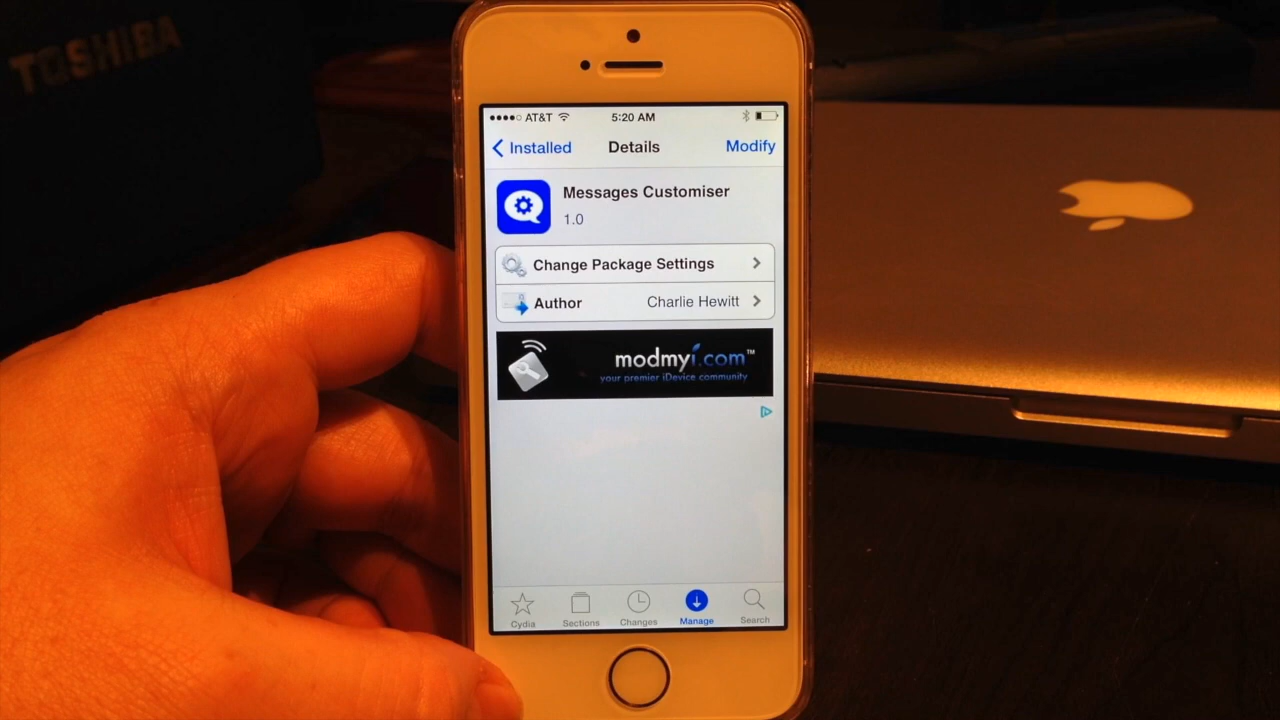 TOSHIBA
AT&T 5:20 AM
Installed Details Modify
Messages Customiser
1.0
Change Package Settings
Author Charlie Hewitt
modmyi.com™
your premier iDevice community
Cydia Sections Changes Manage Search